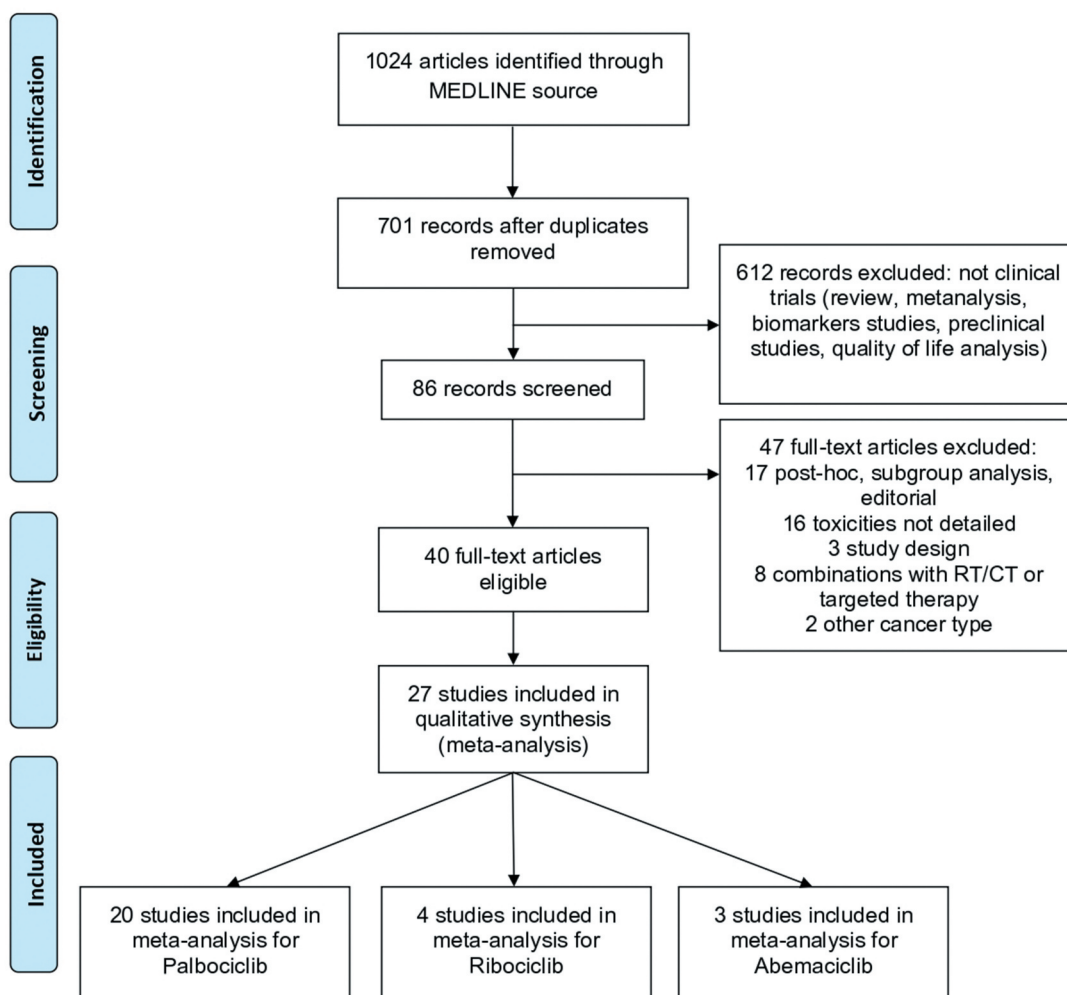 Identification
1024 articles identified through
MEDLINE source
701 records after duplicates
removed
Screening
612 records excluded: not clinical
trials (review, metanalysis,
biomarkers studies, preclinical
studies, quality of life analysis)
86 records screened
47 full-text articles excluded:
17 post-hoc, subgroup analysis,
editorial
16 toxicities not detailed
3 study design
8 combinations with RT/CT or
targeted therapy
2 other cancer type
Eligibility
40 full-text articles
eligible
27 studies included in
qualitative synthesis
(meta-analysis)
Included
20 studies included in
meta-analysis for
Palbociclib
4 studies included in
meta-analysis for
Ribociclib
3 studies included in
meta-analysis for
Abemaciclib